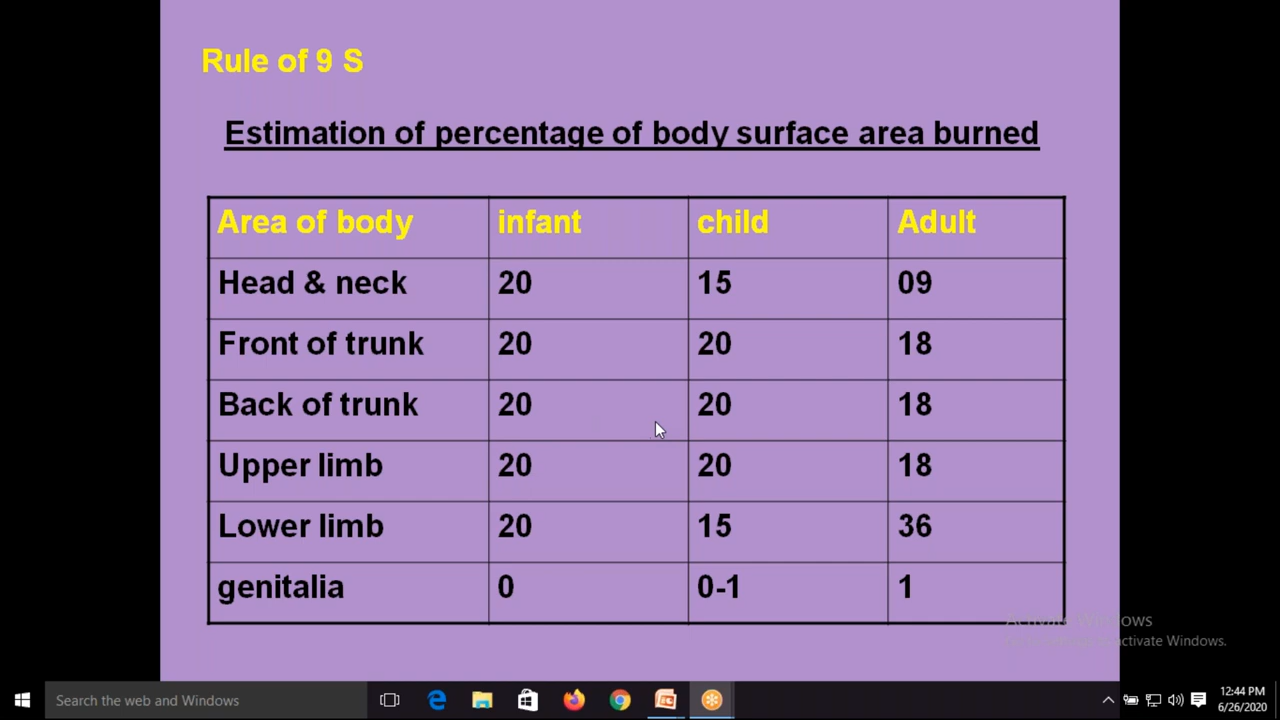 Rule of 9 S
Estimation of percentage of body surface area burned
Area of body infant child Adult
Head & neck 20 15 09
Front of trunk 20 20 18
Back of trunk 20 20 18
Upper limb 20 20 18
Lower limb 20 15 36
genitalia 0 0-1 1
Activate Windows
activate Windows.
Search the web and Windows
12:44 PM
6/26/2020